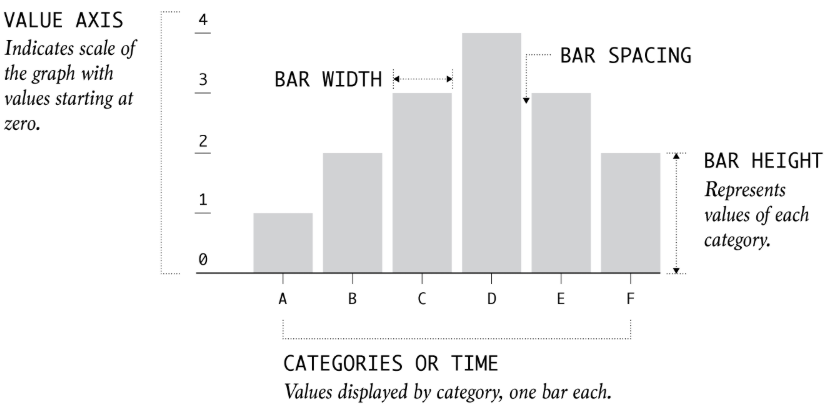 VALUE AXIS
Indicates scale of
the graph with
values starting at
zero.
4
3
2
1
0
BAR WIDTH
BAR SPACING
BAR HEIGHT
Represents
values of each
category.
A B C D E F
CATEGORIES OR TIME
Values displayed by category, one bar each.